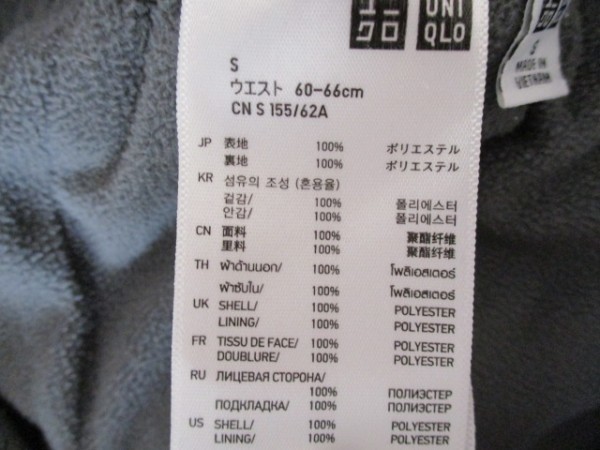 ユニ
クロ
UNI
QLO
S
MADE IN
VIETNAM
S
ウエスト 60-66cm
CN S 155/62A
JP 表地 100% ポリエステル
裏地 100% ポリエステル
KR 섬유의 조성 (혼용율)
겉감/ 100% 폴리에스터
안감/ 100% 폴리에스터
CN 面料 100% 聚酯纤维
里料 100% 聚酯纤维
TH ผ้าด้านนอก/ 100% โพลิเอสเตอร์
ผ้าซับใน/ 100% โพลิเอสเตอร์
UK SHELL/ 100% POLYESTER
LINING/ 100% POLYESTER
FR TISSU DE FACE/ 100% POLYESTER
DOUBLURE/ 100% POLYESTER
RU ЛИЦЕВАЯ СТОРОНА/ 100% ПОЛИЭСТЕР
ПОДКЛАДКА/ 100% ПОЛИЭСТЕР
US SHELL/ 100% POLYESTER
LINING/ 100% POLYESTER